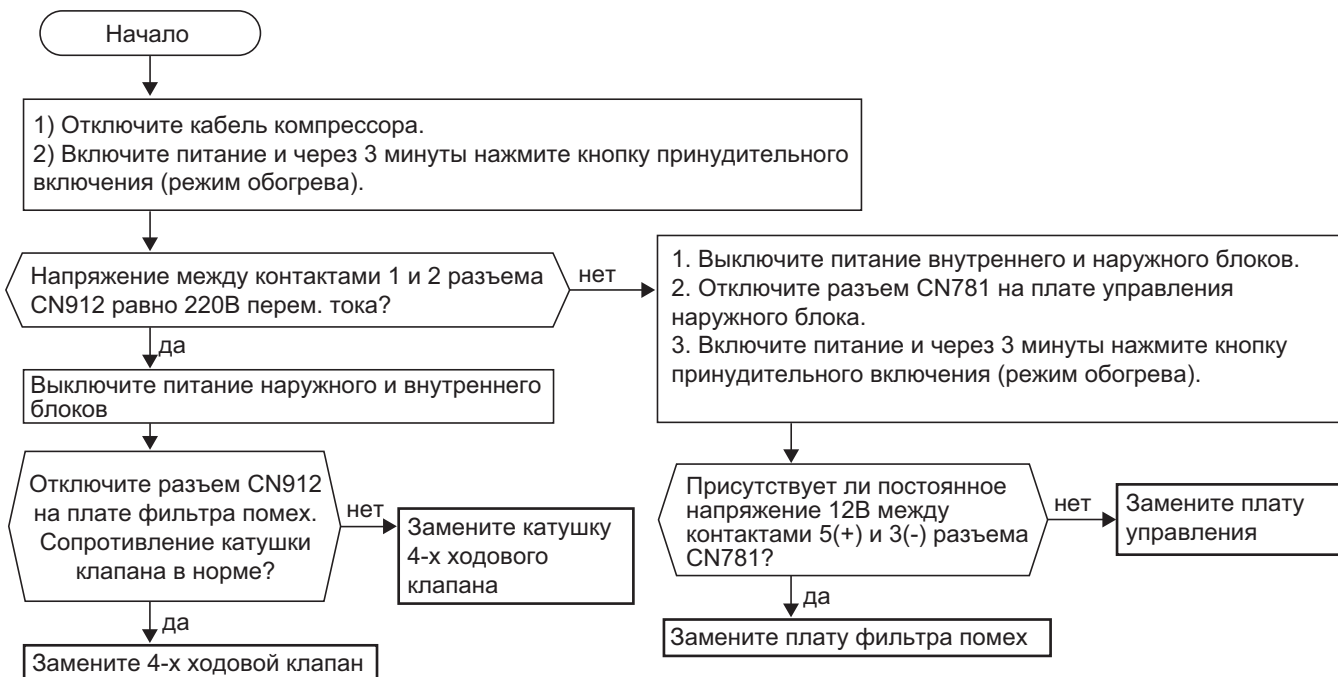 Начало
1) Отключите кабель компрессора.
2) Включите питание и через 3 минуты нажмите кнопку принудительного
включения (режим обогрева).
Напряжение между контактами 1 и 2 разъема
CN912 равно 220В перем. тока?
нет
1. Выключите питание внутреннего и наружного блоков.
2. Отключите разъем CN781 на плате управления
наружного блока.
3. Включите питание и через 3 минуты нажмите кнопку
принудительного включения (режим обогрева).
да
Выключите питание наружного и внутреннего
блоков
Отключите разъем CN912
на плате фильтра помех.
Сопротивление катушки
клапана в норме?
нет
Замените катушку
4-х ходового
клапана
Присутствует ли постоянное
напряжение 12В между
контактами 5(+) и 3(-) разъема
CN781?
нет
Замените плату
управления
да
Замените 4-х ходовой клапан
да
Замените плату фильтра помех